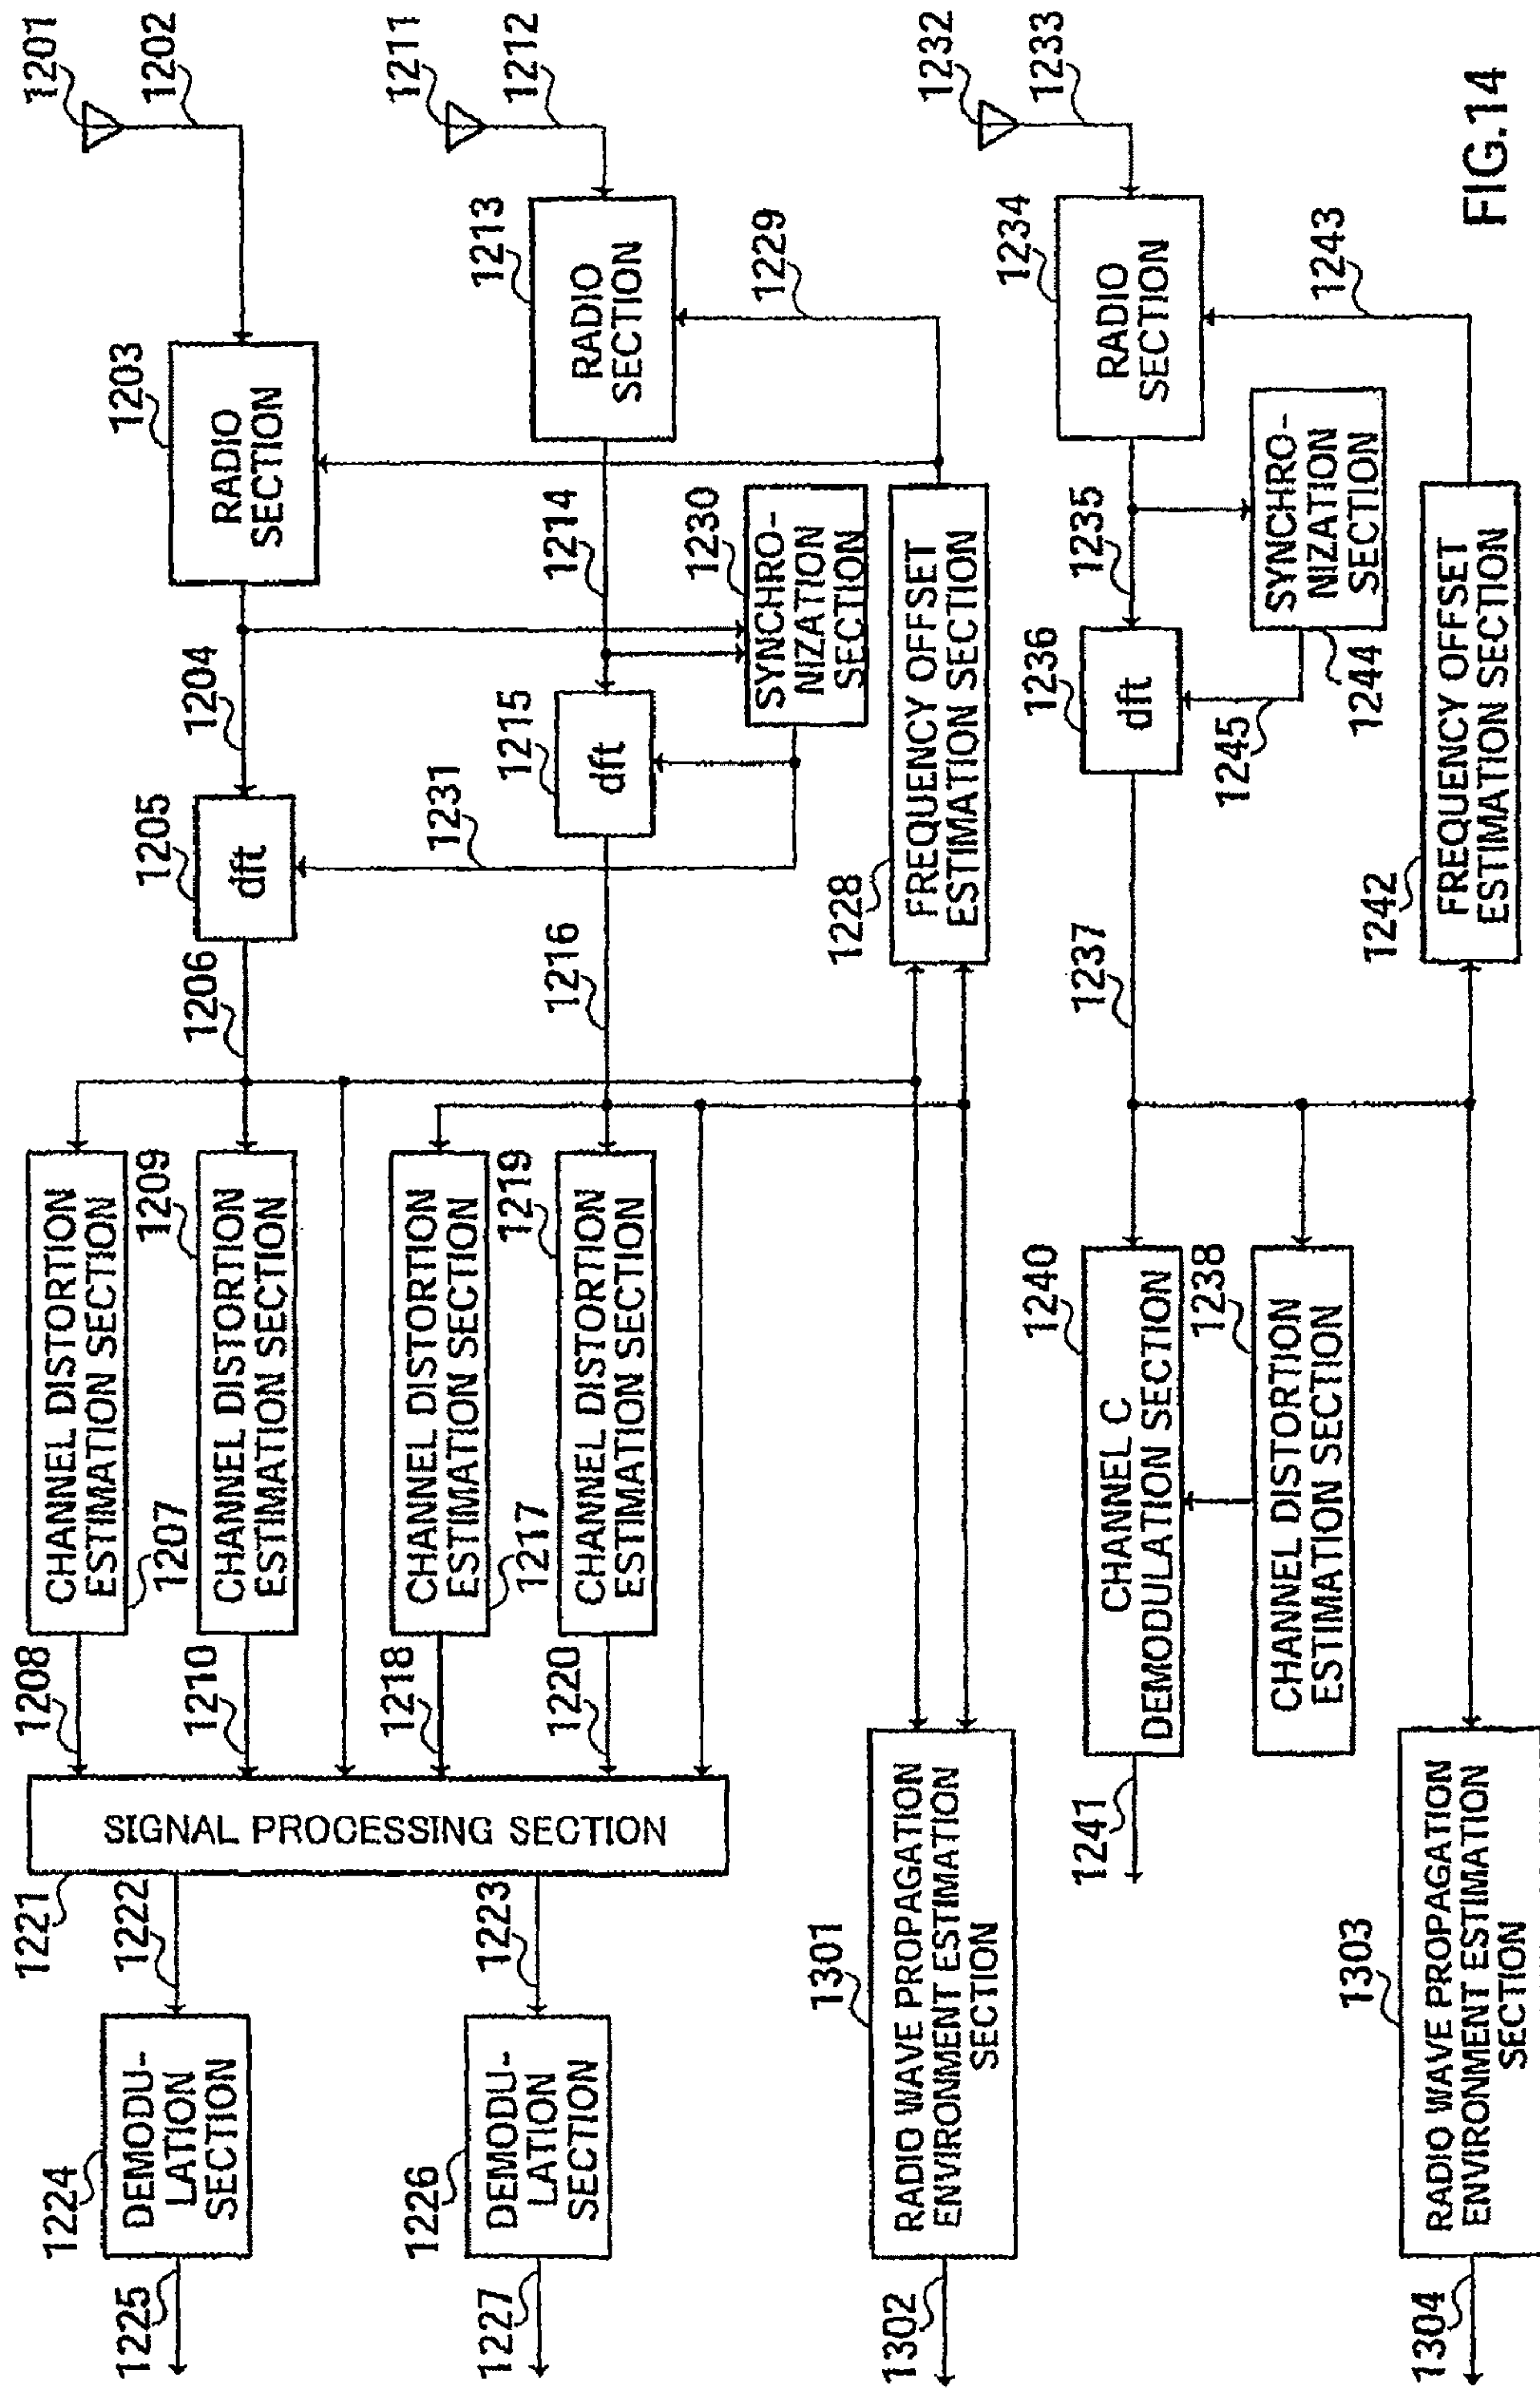 1201
1202
1203
RADIO
SECTION
1204
1205
dft
1206
CHANNEL DISTORTION
ESTIMATION SECTION
1207
1208
1209
CHANNEL DISTORTION
ESTIMATION SECTION
1210
1211
1212
1213
RADIO
SECTION
1214
1215
dft
1216
CHANNEL DISTORTION
ESTIMATION SECTION
1217
1218
1219
CHANNEL DISTORTION
ESTIMATION SECTION
1220
SIGNAL PROCESSING SECTION
1221
1222
1223
1224
DEMODU-
LATION
SECTION
1225
1226
DEMODU-
LATION
SECTION
1227
1228
FREQUENCY OFFSET
ESTIMATION SECTION
1229
1230
SYNCHRO-
NIZATION
SECTION
1231
1301
RADIO WAVE PROPAGATION
ENVIRONMENT ESTIMATION
SECTION
1302
1232
1233
1234
RADIO
SECTION
1235
1236
dft
1237
1238
CHANNEL DISTORTION
ESTIMATION SECTION
1240
CHANNEL C
DEMODULATION SECTION
1241
1242
FREQUENCY OFFSET
ESTIMATION SECTION
1243
SYNCHRO-
NIZATION
SECTION
1244
1245
1303
RADIO WAVE PROPAGATION
ENVIRONMENT ESTIMATION
SECTION
1304
FIG.14